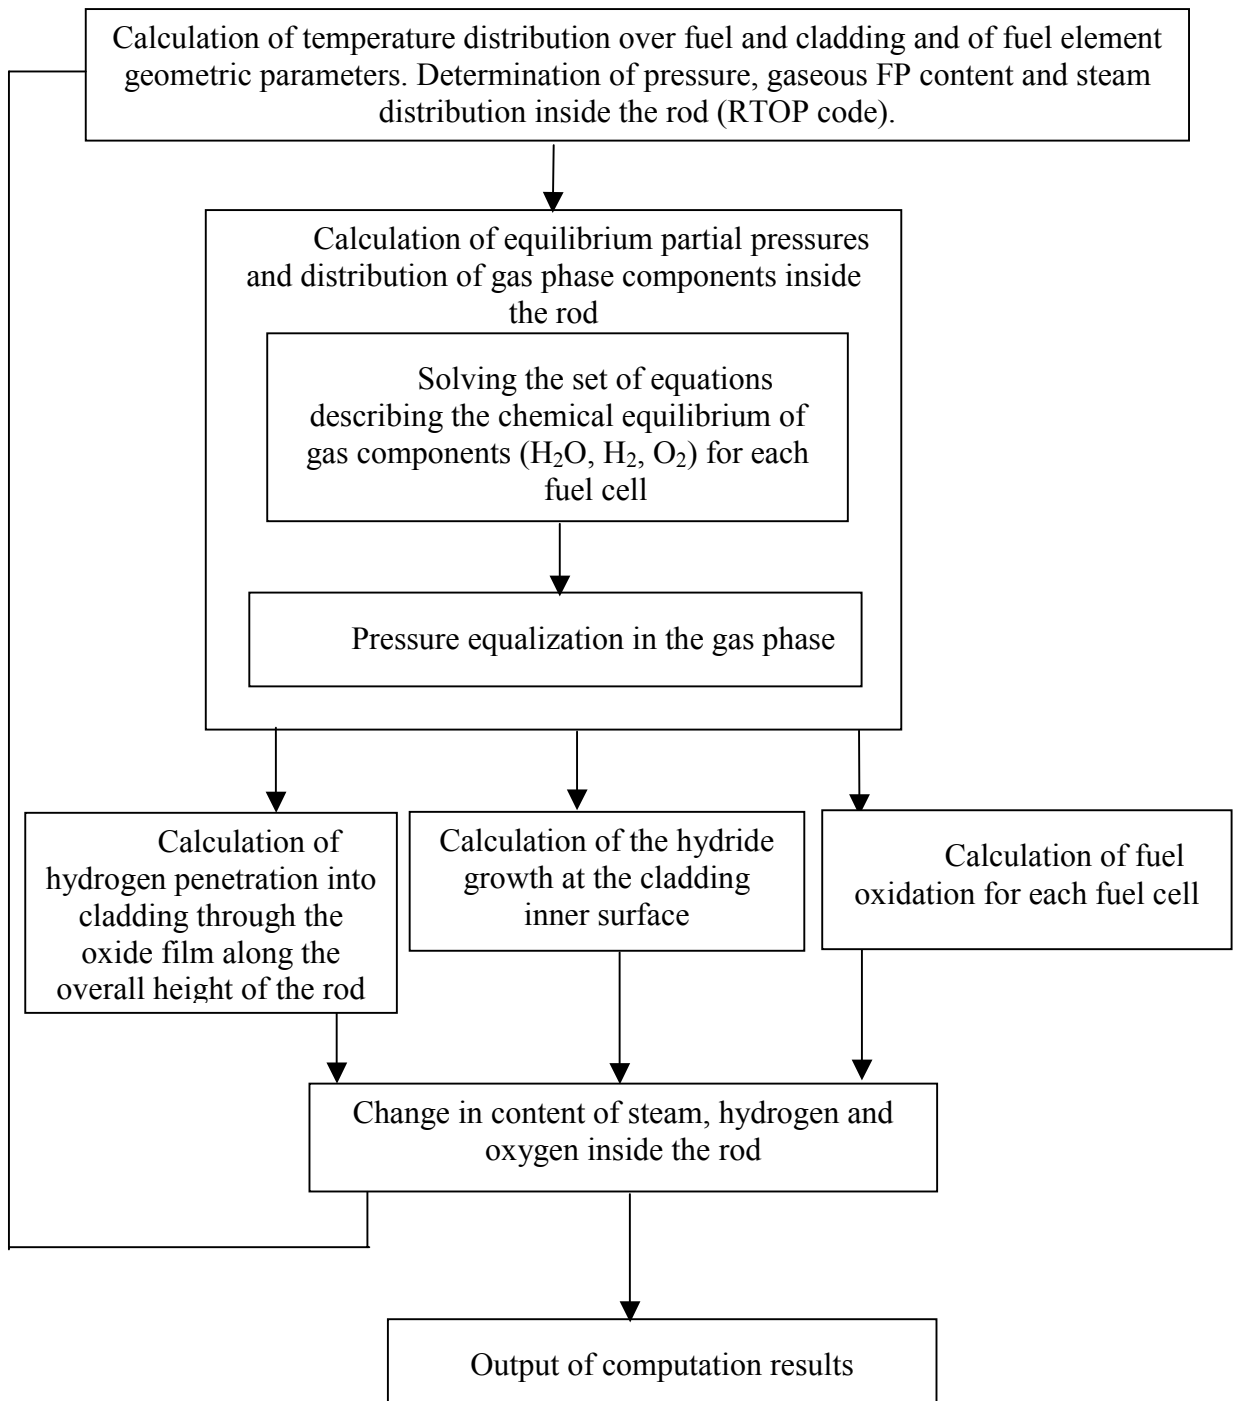 Calculation of temperature distribution over fuel and cladding and of fuel element
geometric parameters. Determination of pressure, gaseous FP content and steam
distribution inside the rod (RTOP code).
Calculation of equilibrium partial pressures
and distribution of gas phase components inside
the rod
Solving the set of equations
describing the chemical equilibrium of
gas components (H₂O, H₂, O₂) for each
fuel cell
Pressure equalization in the gas phase
Calculation of
hydrogen penetration into
cladding through the
oxide film along the
overall height of the rod
Calculation of the hydride
growth at the cladding
inner surface
Calculation of fuel
oxidation for each fuel cell
Change in content of steam, hydrogen and
oxygen inside the rod
Output of computation results